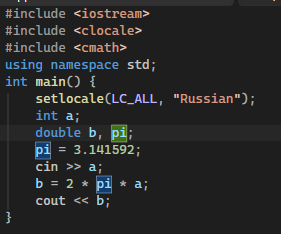 #include <iostream>
#include <clocale>
#include <cmath>
using namespace std;
int main() {
    setlocale(LC_ALL, "Russian");
    int a;
    double b, pi;
    pi = 3.141592;
    cin >> a;
    b = 2 * pi * a;
    cout << b;
}